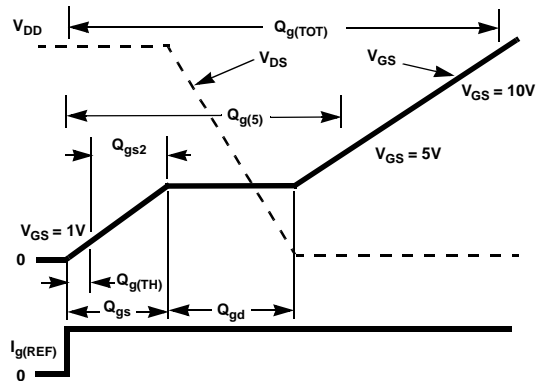 V_DD
Q_g(TOT)
V_DS
V_GS
V_GS = 10V
Q_g(5)
Q_gs2
V_GS = 5V
V_GS = 1V
0
Q_g(TH)
Q_gs
Q_gd
I_g(REF)
0